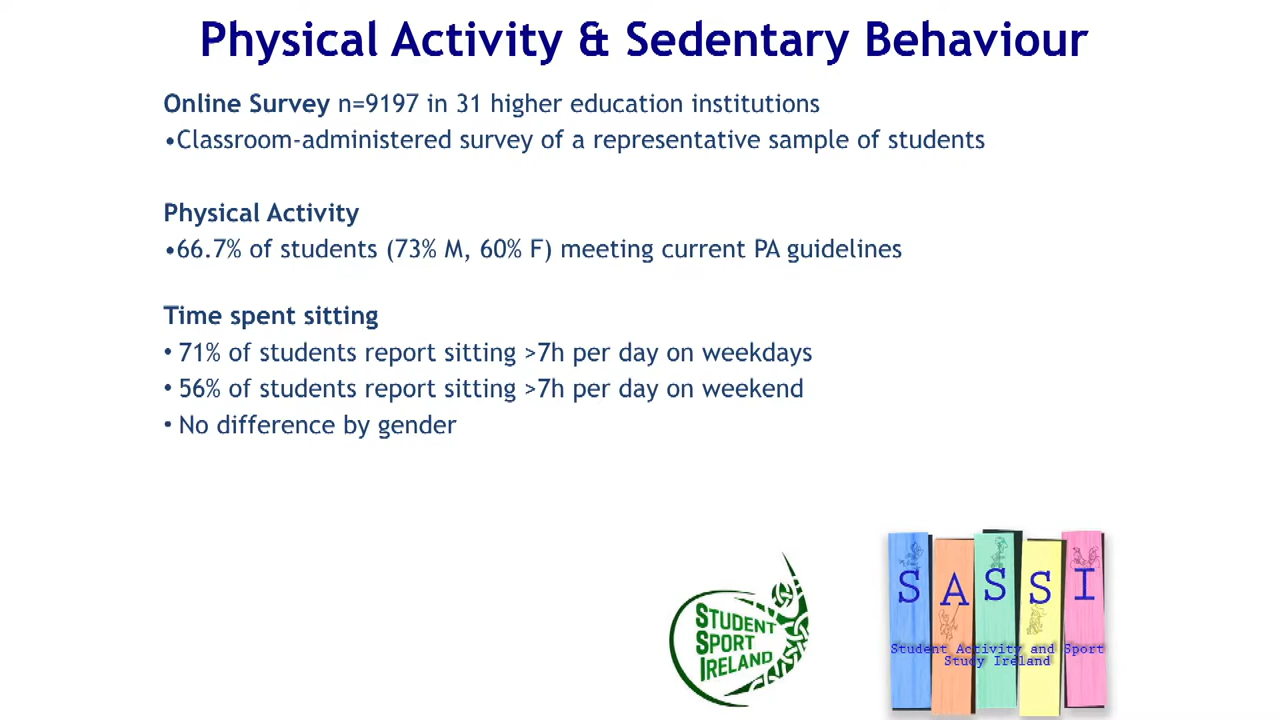 Physical Activity & Sedentary Behaviour
Online Survey n=9197 in 31 higher education institutions
•Classroom-administered survey of a representative sample of students
Physical Activity
•66.7% of students (73% M, 60% F) meeting current PA guidelines
Time spent sitting
• 71% of students report sitting >7h per day on weekdays
• 56% of students report sitting >7h per day on weekend
• No difference by gender
STUDENT
SPORT
IRELAND
SASSI
Student Activity and Sport
Study Ireland